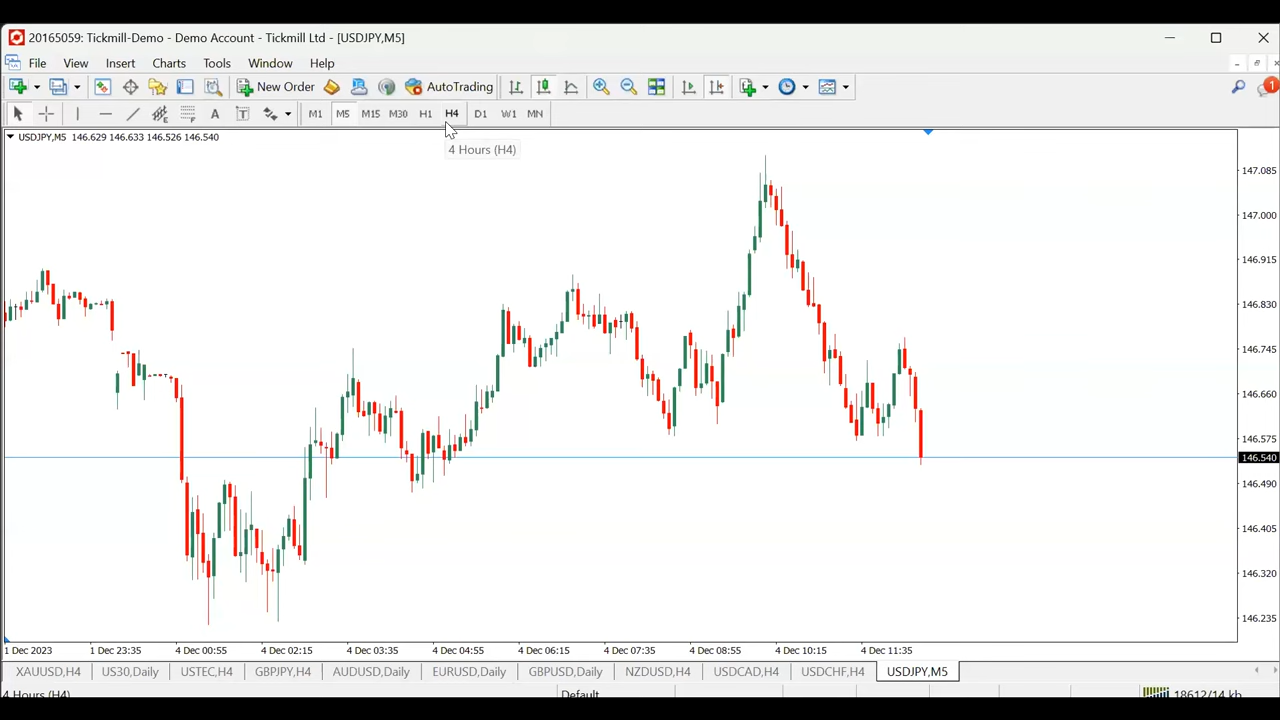 20165059: Tickmill-Demo - Demo Account - Tickmill Ltd - [USDJPY,M5]
File View Insert Charts Tools Window Help
New Order AutoTrading 1
A T M1 M5 M15 M30 H1 H4 D1 W1 MN
USDJPY,M5 146.629 146.633 146.526 146.540
4 Hours (H4)
147.085
147.000
146.915
146.830
146.745
146.660
146.575
146.540
146.490
146.405
146.320
146.235
1 Dec 2023 1 Dec 23:35 4 Dec 00:55 4 Dec 02:15 4 Dec 03:35 4 Dec 04:55 4 Dec 06:15 4 Dec 07:35 4 Dec 08:55 4 Dec 10:15 4 Dec 11:35
XAUUSD,H4 US30,Daily USTEC,H4 GBPJPY,H4 AUDUSD,Daily EURUSD,Daily GBPUSD,Daily NZDUSD,H4 USDCAD,H4 USDCHF,H4 USDJPY,M5
4 Hours (H4) Default 18612/14 kb